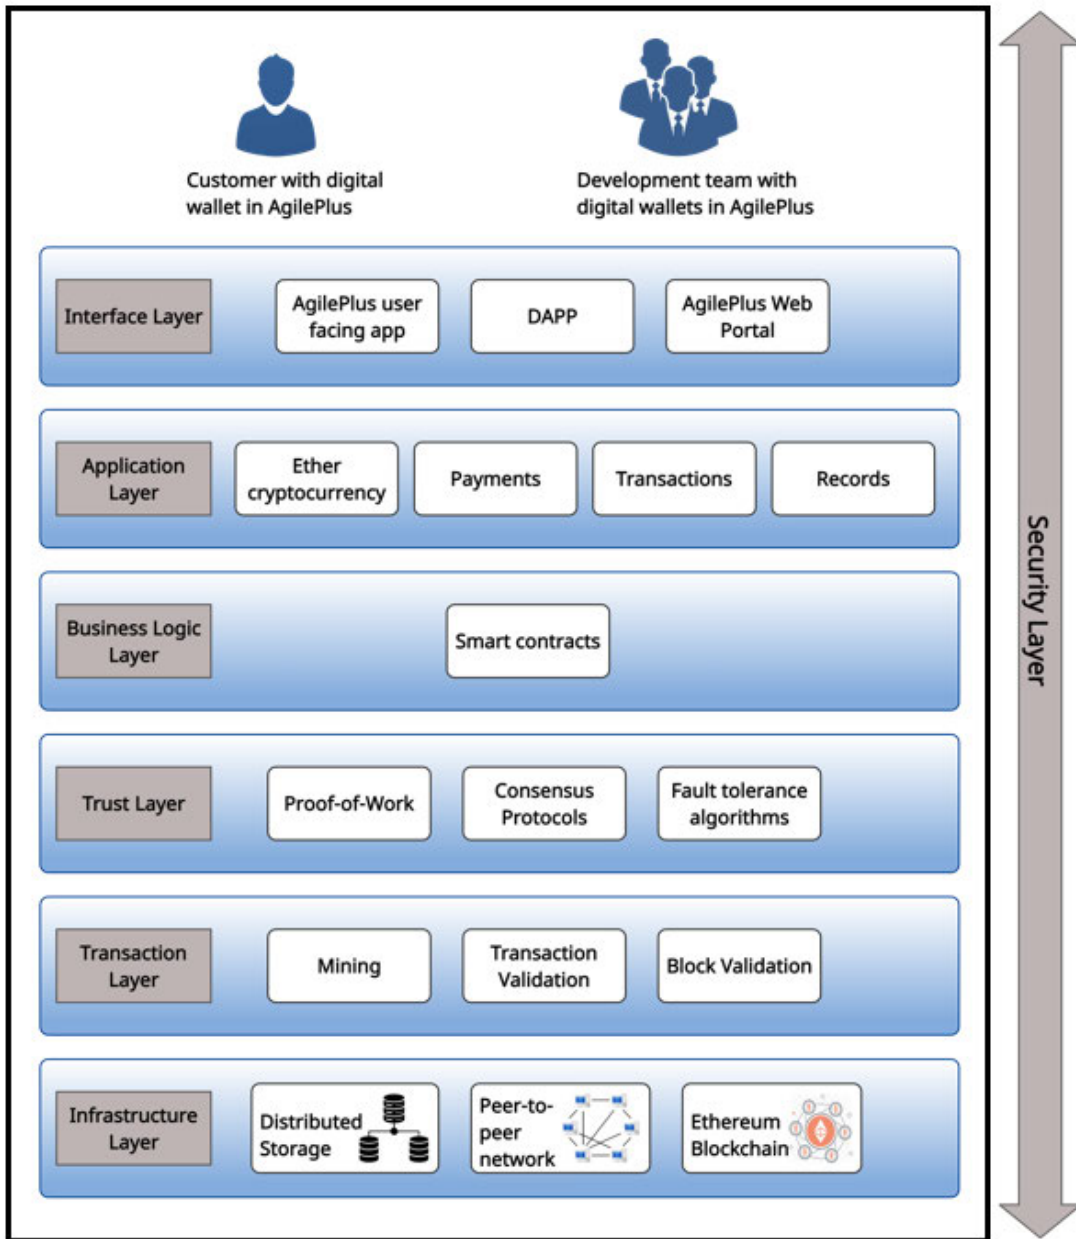 Customer with digital
wallet in AgilePlus
Development team with
digital wallets in AgilePlus
Interface Layer
AgilePlus user
facing app
DAPP
AgilePlus Web
Portal
Application
Layer
Ether
cryptocurrency
Payments
Transactions
Records
Business Logic
Layer
Smart contracts
Trust Layer
Proof-of-Work
Consensus
Protocols
Fault tolerance
algorithms
Transaction
Layer
Mining
Transaction
Validation
Block Validation
Infrastructure
Layer
Distributed
Storage
Peer-to-
peer
network
Ethereum
Blockchain
Security Layer